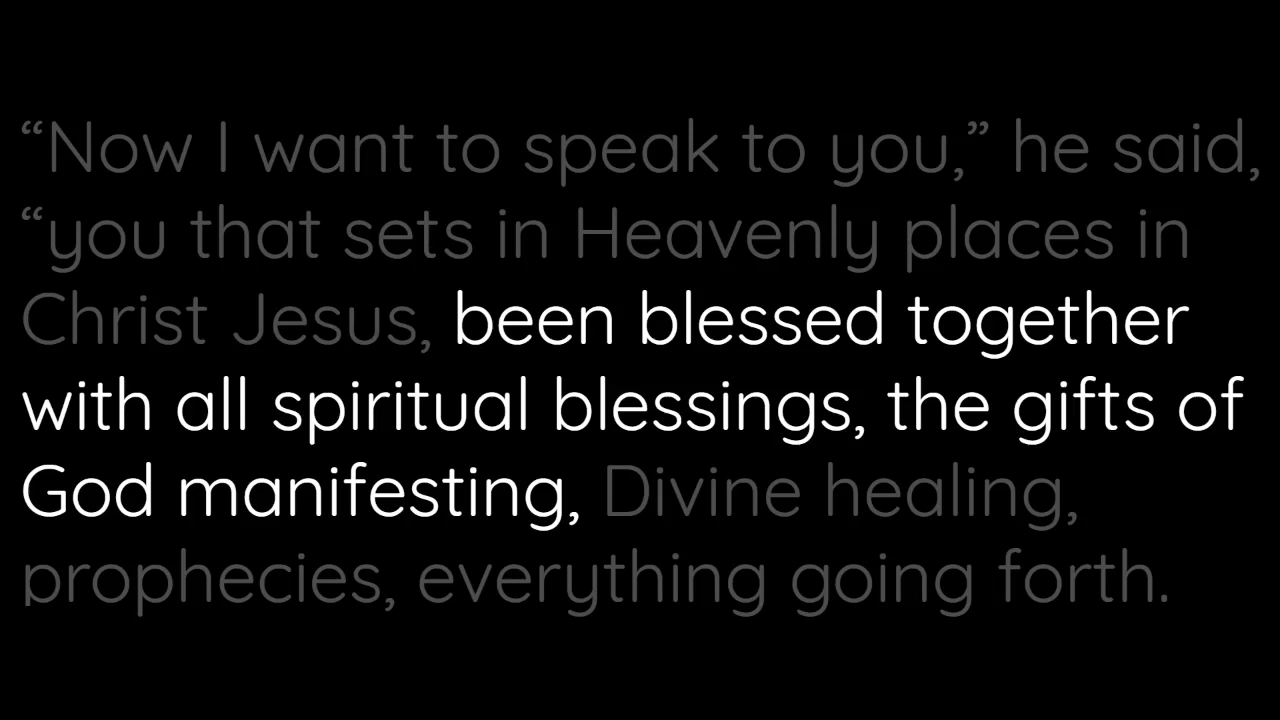 “Now I want to speak to you,” he said,
“you that sets in Heavenly places in
Christ Jesus, been blessed together
with all spiritual blessings, the gifts of
God manifesting, Divine healing,
prophecies, everything going forth.